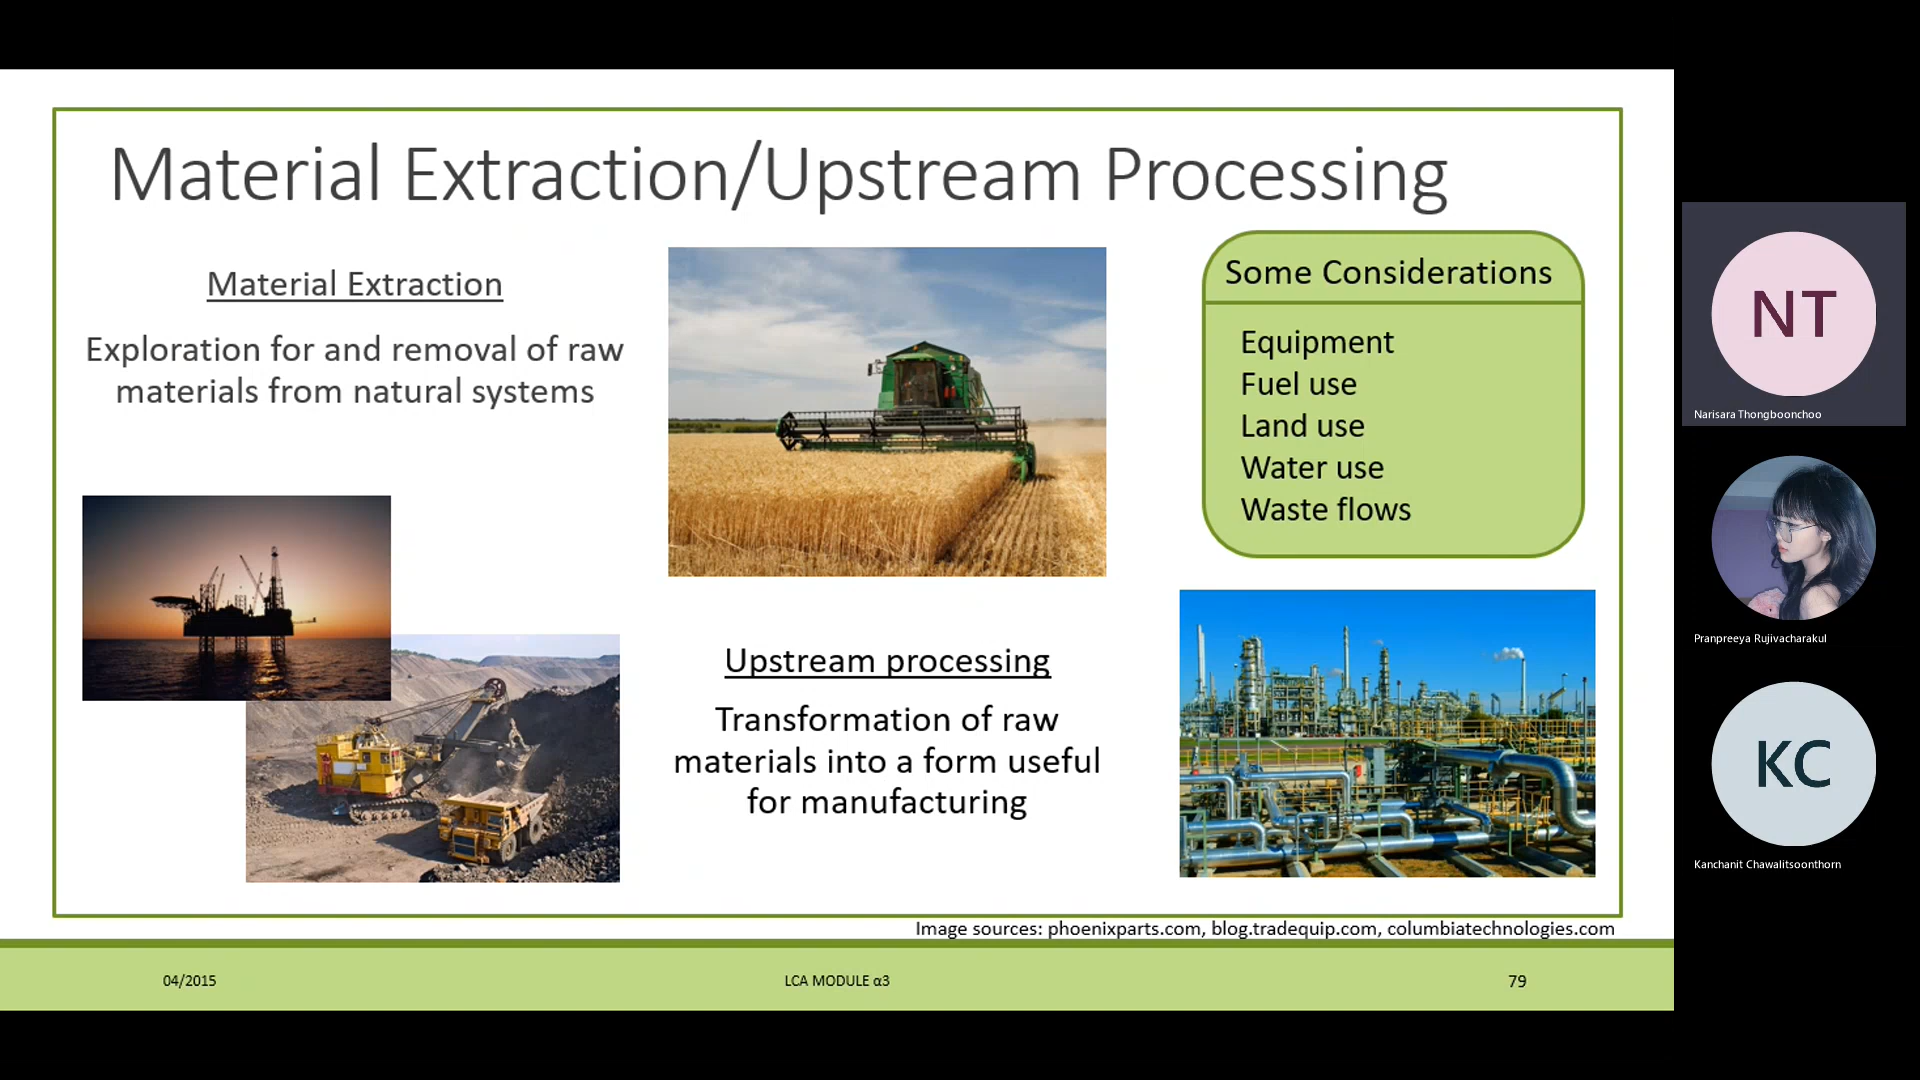 Material Extraction/Upstream Processing
Material Extraction
Exploration for and removal of raw
materials from natural systems
Upstream processing
Transformation of raw
materials into a form useful
for manufacturing
Some Considerations
Equipment
Fuel use
Land use
Water use
Waste flows
Image sources: phoenixparts.com, blog.tradequip.com, columbiatechnologies.com
04/2015
LCA MODULE α3
79
NT
Narisara Thongboonchoo
Pranpreeya Rujivacharakul
KC
Kanchanit Chawalitsoonthorn